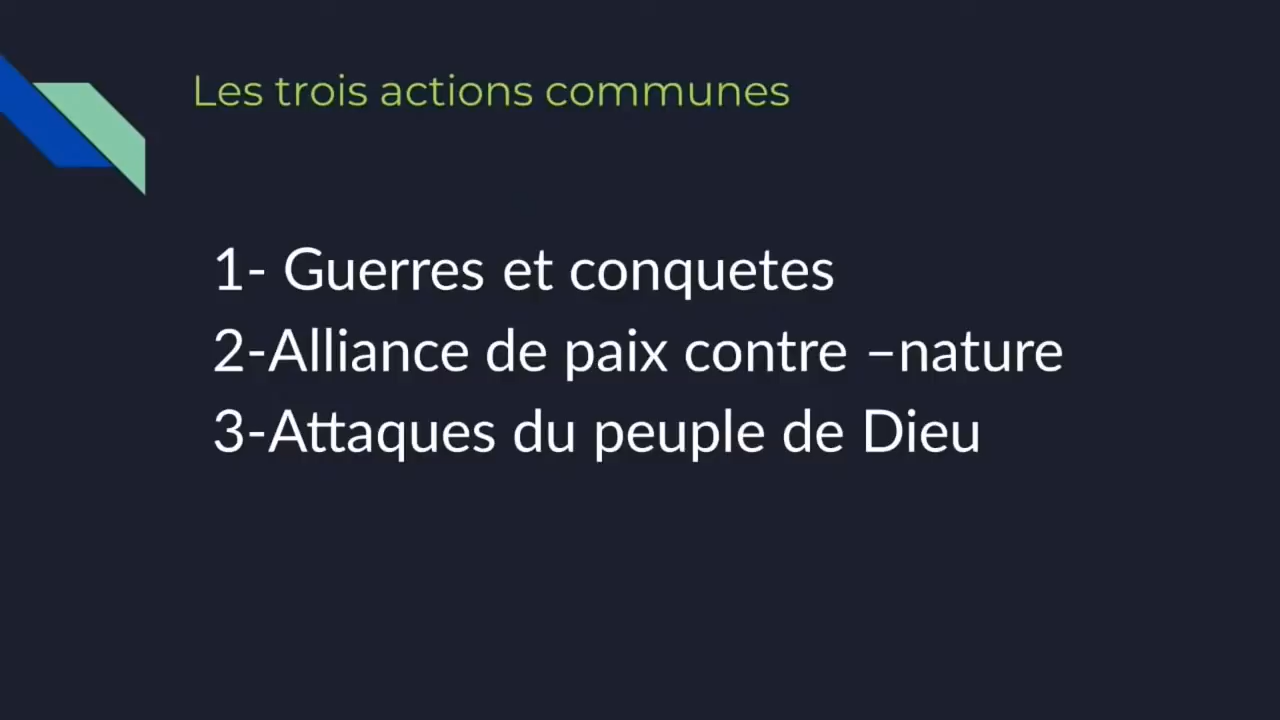 Les trois actions communes
1- Guerres et conquetes
2-Alliance de paix contre –nature
3-Attaques du peuple de Dieu